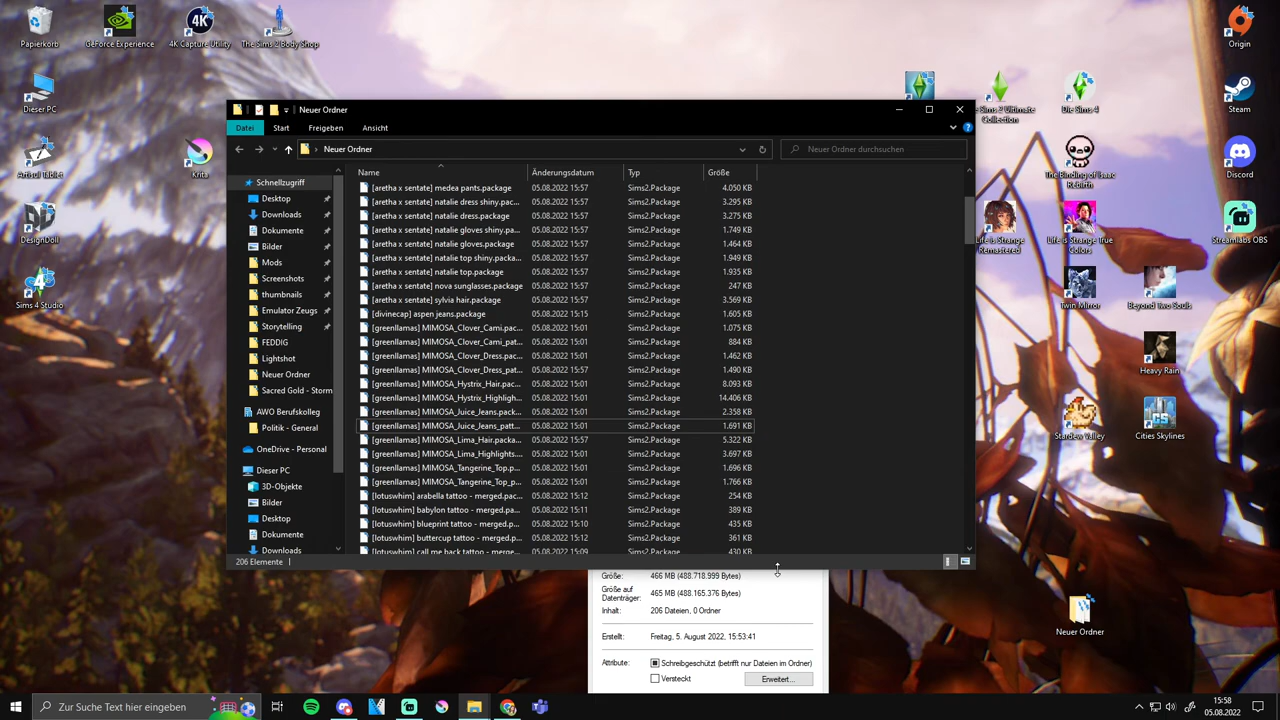 Papierkorb
GeForce Experience
4K Capture Utility
The Sims 2 Body Shop
Origin
Dieser PC
Artisul Tablet
Krita
DesignDoll
Sims 4 Studio
Collection
Die Sims 4
Steam
The Binding of Isaac
Rebirth
Discord
Life is Strange
Remastered
Life is Strange True
Colors
Streamlabs OBS
Twin Mirror
Beyond Two Souls
Heavy Rain
Stardew Valley
Cities Skylines
Neuer Ordner
Neuer Ordner
Datei Start Freigeben Ansicht
Neuer Ordner
Neuer Ordner durchsuchen
Schnellzugriff
Desktop
Downloads
Dokumente
Bilder
Mods
Screenshots
thumbnails
Emulator Zeugs
Storytelling
FEDDIG
Lightshot
Neuer Ordner
Sacred Gold - Storm
AWO Berufskolleg
Politik - General
OneDrive - Personal
Dieser PC
3D-Objekte
Bilder
Desktop
Dokumente
Downloads
Name Änderungsdatum Typ Größe
[aretha x sentate] medea pants.package 05.08.2022 15:57 Sims2.Package 4.050 KB
[aretha x sentate] natalie dress shiny.pac... 05.08.2022 15:57 Sims2.Package 3.295 KB
[aretha x sentate] natalie dress.package 05.08.2022 15:57 Sims2.Package 3.275 KB
[aretha x sentate] natalie gloves shiny.pa... 05.08.2022 15:57 Sims2.Package 1.749 KB
[aretha x sentate] natalie gloves.package 05.08.2022 15:57 Sims2.Package 1.464 KB
[aretha x sentate] natalie top shiny.packa... 05.08.2022 15:57 Sims2.Package 1.949 KB
[aretha x sentate] natalie top.package 05.08.2022 15:57 Sims2.Package 1.935 KB
[aretha x sentate] nova sunglasses.package 05.08.2022 15:57 Sims2.Package 247 KB
[aretha x sentate] sylvia hair.package 05.08.2022 15:57 Sims2.Package 3.569 KB
[divinecap] aspen jeans.package 05.08.2022 15:15 Sims2.Package 1.605 KB
[greenllamas] MIMOSA_Clover_Cami.pac... 05.08.2022 15:01 Sims2.Package 1.075 KB
[greenllamas] MIMOSA_Clover_Cami_pat... 05.08.2022 15:01 Sims2.Package 884 KB
[greenllamas] MIMOSA_Clover_Dress.pac... 05.08.2022 15:01 Sims2.Package 1.462 KB
[greenllamas] MIMOSA_Clover_Dress_pat... 05.08.2022 15:01 Sims2.Package 1.490 KB
[greenllamas] MIMOSA_Hystrix_Hair.pac... 05.08.2022 15:01 Sims2.Package 8.093 KB
[greenllamas] MIMOSA_Hystrix_Highligh... 05.08.2022 15:01 Sims2.Package 14.406 KB
[greenllamas] MIMOSA_Juice_Jeans.pack... 05.08.2022 15:01 Sims2.Package 2.358 KB
[greenllamas] MIMOSA_Juice_Jeans_patt... 05.08.2022 15:01 Sims2.Package 1.691 KB
[greenllamas] MIMOSA_Lima_Hair.packa... 05.08.2022 15:57 Sims2.Package 5.322 KB
[greenllamas] MIMOSA_Lima_Highlights.... 05.08.2022 15:01 Sims2.Package 3.697 KB
[greenllamas] MIMOSA_Tangerine_Top.p... 05.08.2022 15:01 Sims2.Package 1.696 KB
[greenllamas] MIMOSA_Tangerine_Top_p... 05.08.2022 15:01 Sims2.Package 1.766 KB
[lotuswhim] arabella tattoo - merged.pac... 05.08.2022 15:12 Sims2.Package 254 KB
[lotuswhim] babylon tattoo - merged.pa... 05.08.2022 15:11 Sims2.Package 389 KB
[lotuswhim] blueprint tattoo - merged.p... 05.08.2022 15:10 Sims2.Package 435 KB
[lotuswhim] buttercup tattoo - merged.p... 05.08.2022 15:12 Sims2.Package 361 KB
[lotuswhim] call me back tattoo - merge... 05.08.2022 15:09 Sims2.Package 430 KB
206 Elemente
Größe: 466 MB (488.718.999 Bytes)
Größe auf
Datenträger: 465 MB (488.165.376 Bytes)
Inhalt: 206 Dateien, 0 Ordner
Erstellt: Freitag, 5. August 2022, 15:53:41
Attribute: Schreibgeschützt (betrifft nur Dateien im Ordner)
Versteckt Erweitert...
Zur Suche Text hier eingeben
15:58
05.08.2022